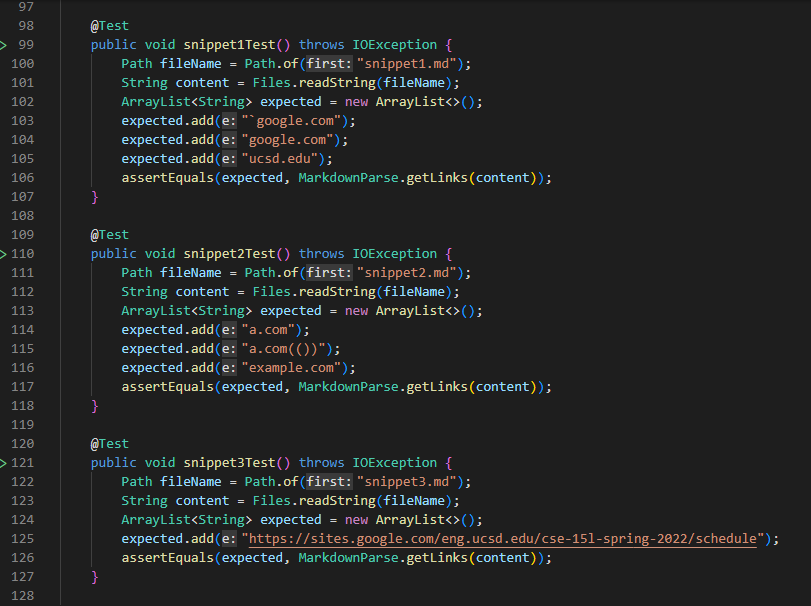 97
98 @Test
99 public void snippet1Test() throws IOException {
100 Path fileName = Path.of(first: "snippet1.md");
101 String content = Files.readString(fileName);
102 ArrayList<String> expected = new ArrayList<>();
103 expected.add(e: "`google.com");
104 expected.add(e: "google.com");
105 expected.add(e: "ucsd.edu");
106 assertEquals(expected, MarkdownParse.getLinks(content));
107 }
108
109 @Test
110 public void snippet2Test() throws IOException {
111 Path fileName = Path.of(first: "snippet2.md");
112 String content = Files.readString(fileName);
113 ArrayList<String> expected = new ArrayList<>();
114 expected.add(e: "a.com");
115 expected.add(e: "a.com(())");
116 expected.add(e: "example.com");
117 assertEquals(expected, MarkdownParse.getLinks(content));
118 }
119
120 @Test
121 public void snippet3Test() throws IOException {
122 Path fileName = Path.of(first: "snippet3.md");
123 String content = Files.readString(fileName);
124 ArrayList<String> expected = new ArrayList<>();
125 expected.add(e: "https://sites.google.com/eng.ucsd.edu/cse-15l-spring-2022/schedule");
126 assertEquals(expected, MarkdownParse.getLinks(content));
127 }
128